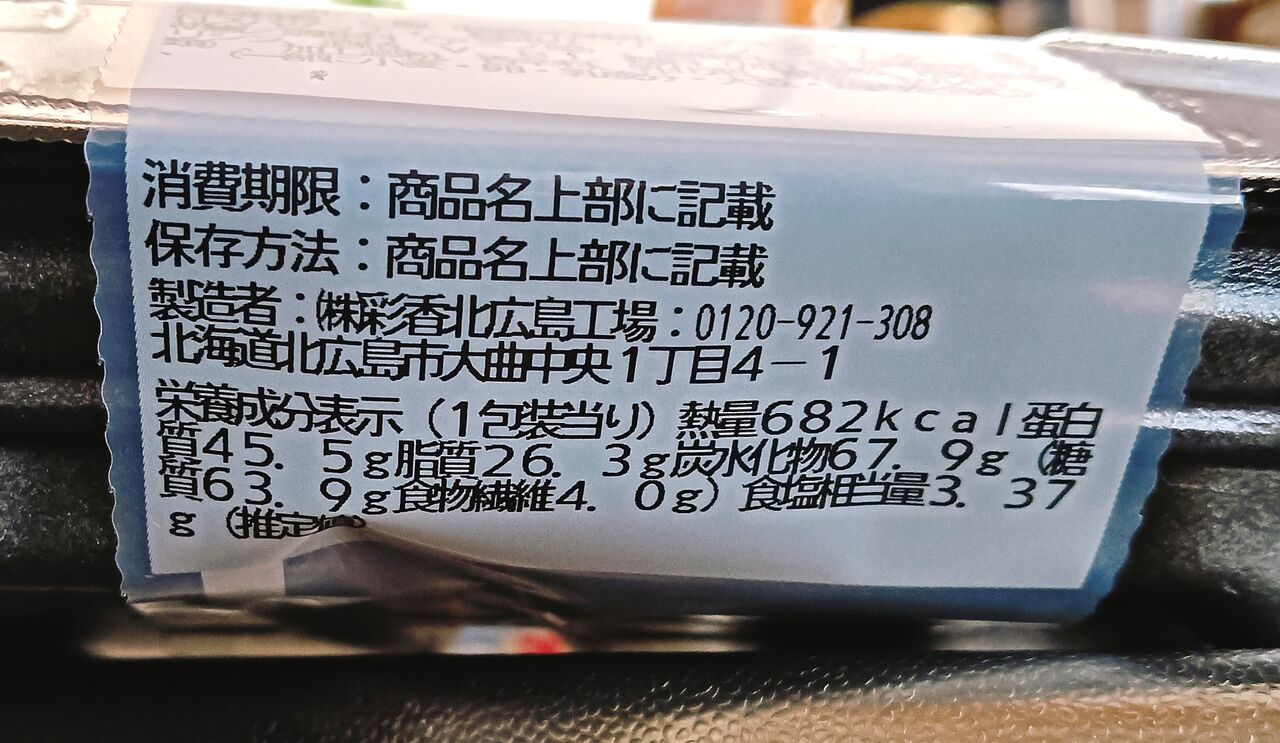 消費期限：商品名上部に記載
保存方法：商品名上部に記載
製造者：㈱彩香北広島工場：0120-921-308
北海道北広島市大曲中央1丁目4－1
栄養成分表示（1包装当り）熱量682kcal蛋白
質45．5g脂質26．3g炭水化物67．9g（糖
質63．9g食物繊維4．0g）食塩相当量3．37
g（推定値）